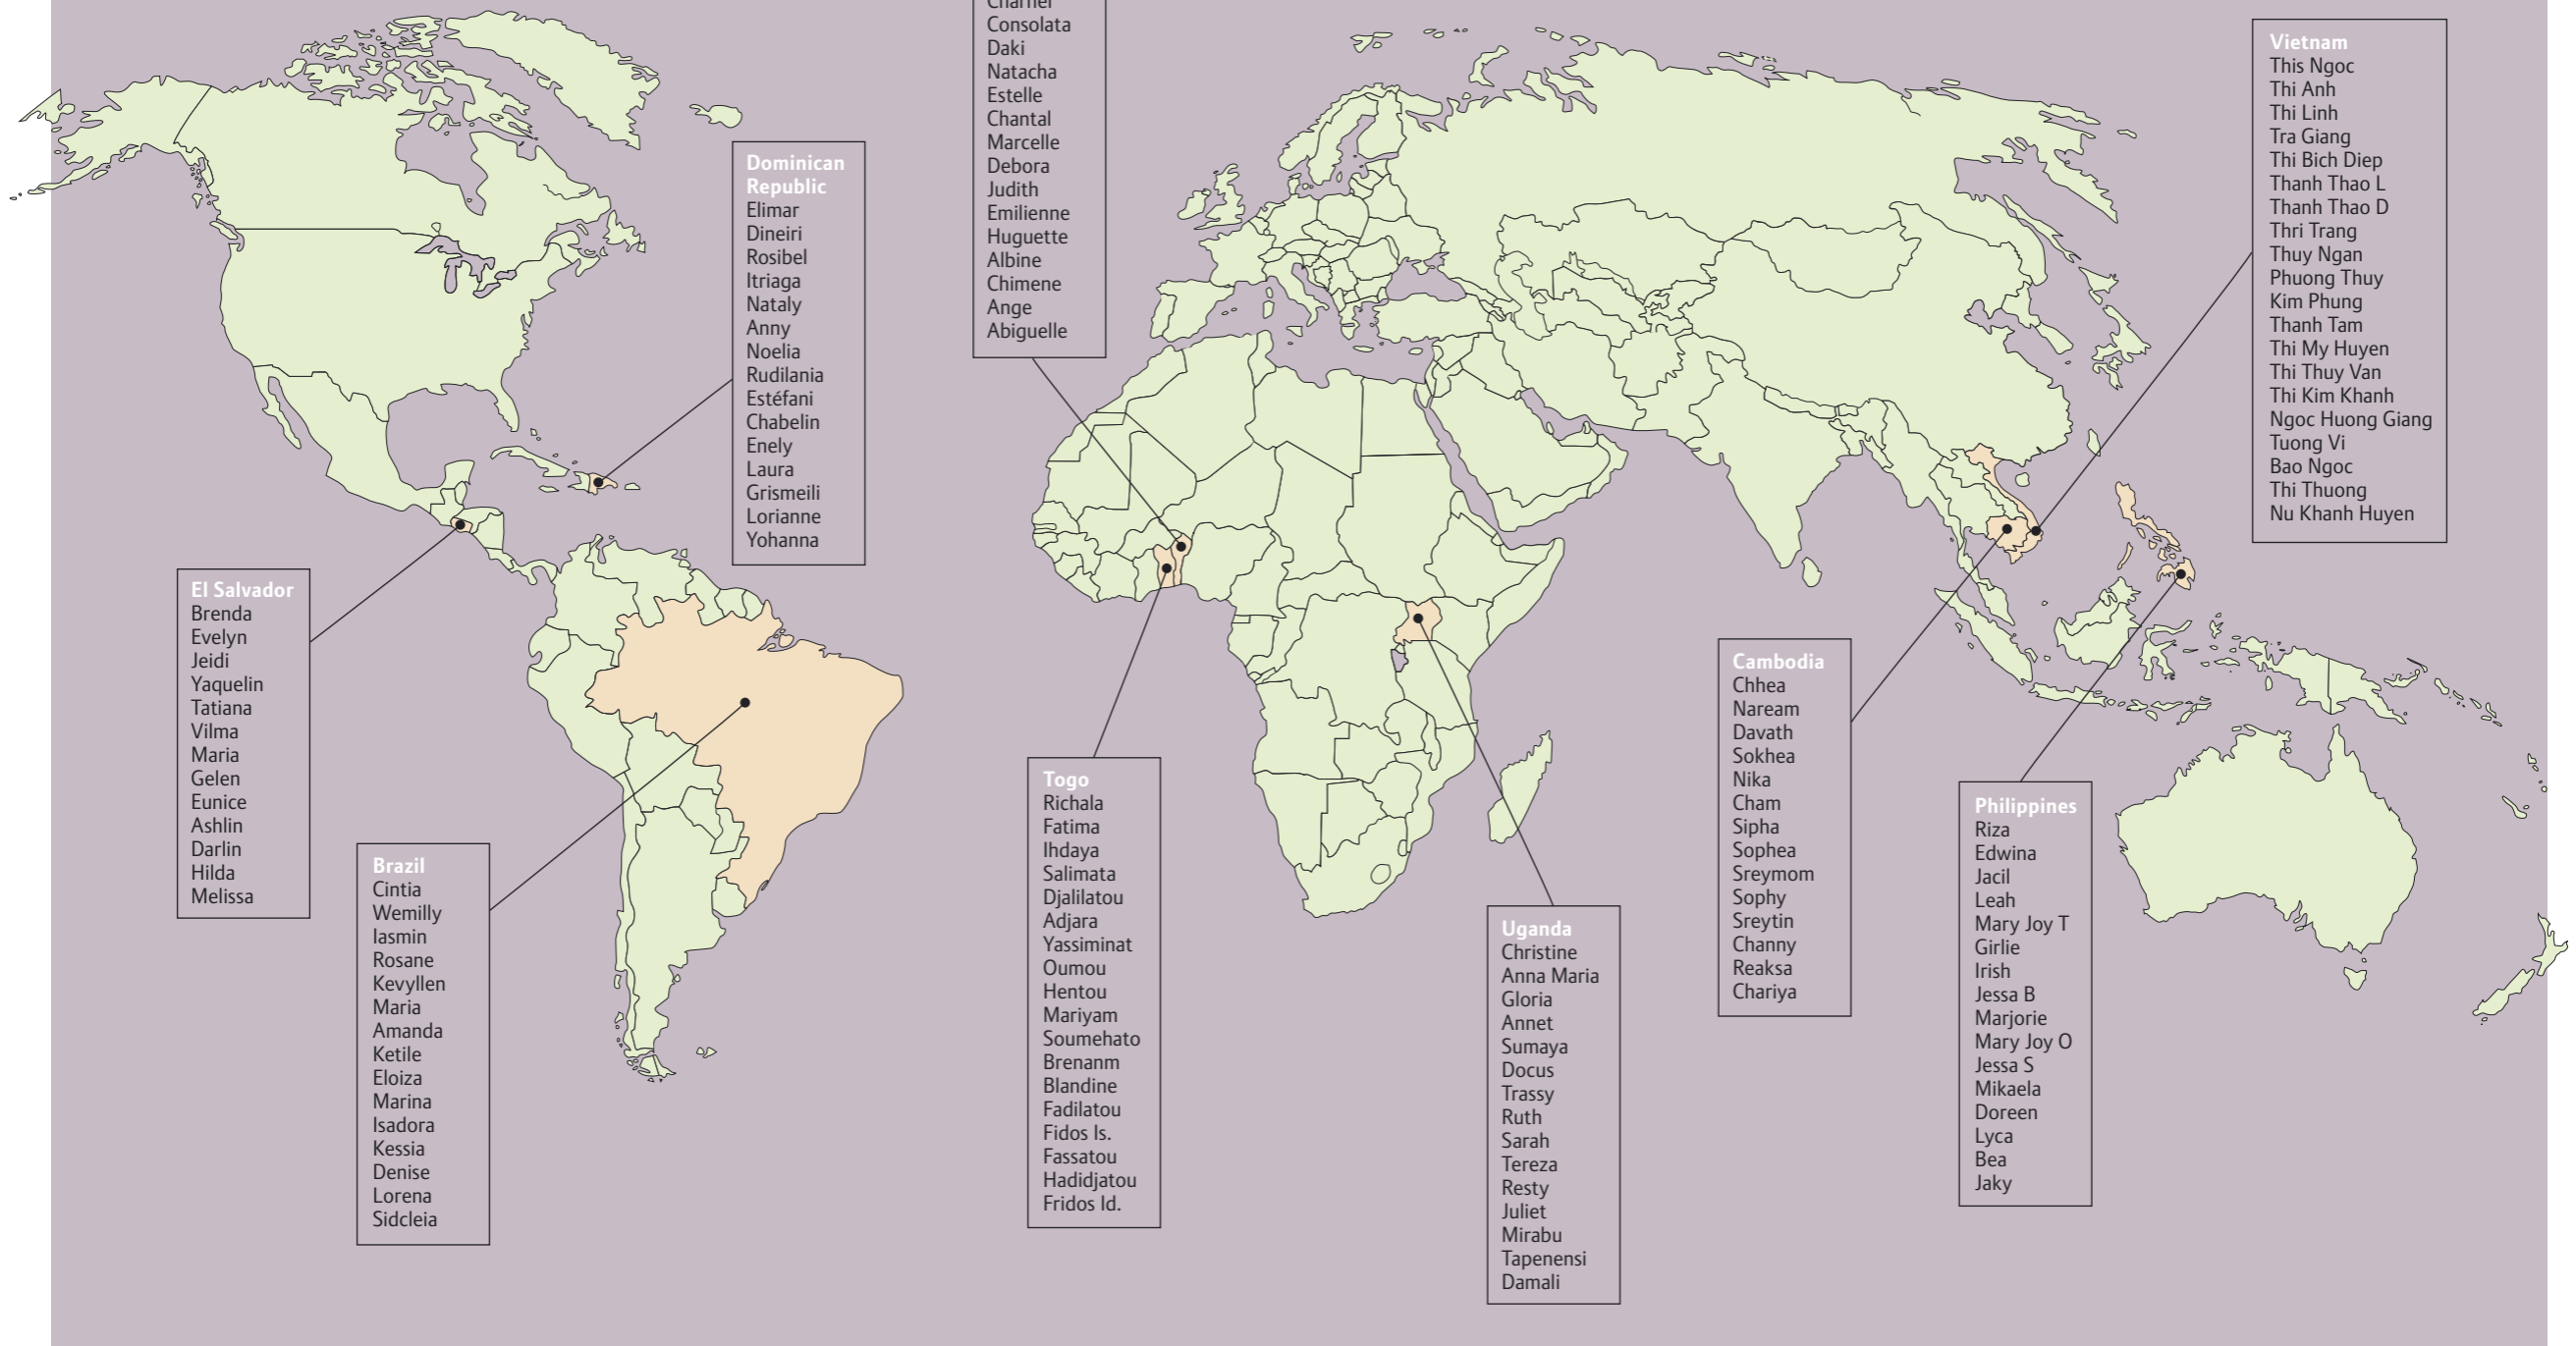 Charnel
Consolata
Daki
Natacha
Estelle
Chantal
Marcelle
Debora
Judith
Emilienne
Huguette
Albine
Chimene
Ange
Abiguelle
Vietnam
This Ngoc
Thi Anh
Thi Linh
Tra Giang
Thi Bich Diep
Thanh Thao L
Thanh Thao D
Thri Trang
Thuy Ngan
Phuong Thuy
Kim Phung
Thanh Tam
Thi My Huyen
Thi Thuy Van
Thi Kim Khanh
Ngoc Huong Giang
Tuong Vi
Bao Ngoc
Thi Thuong
Nu Khanh Huyen
Dominican
Republic
Elimar
Dineiri
Rosibel
Itriaga
Nataly
Anny
Noelia
Rudilania
Estéfani
Chabelin
Enely
Laura
Grismeili
Lorianne
Yohanna
El Salvador
Brenda
Evelyn
Jeidi
Yaquelin
Tatiana
Vilma
Maria
Gelen
Eunice
Ashlin
Darlin
Hilda
Melissa
Brazil
Cintia
Wemilly
Iasmin
Rosane
Kevyllen
Maria
Amanda
Ketile
Eloiza
Marina
Isadora
Kessia
Denise
Lorena
Sidcleia
Togo
Richala
Fatima
Ihdaya
Salimata
Djalilatou
Adjara
Yassiminat
Oumou
Hentou
Mariyam
Soumehato
Brenanm
Blandine
Fadilatou
Fidos Is.
Fassatou
Hadidjatou
Fridos Id.
Uganda
Christine
Anna Maria
Gloria
Annet
Sumaya
Docus
Trassy
Ruth
Sarah
Tereza
Resty
Juliet
Mirabu
Tapenensi
Damali
Cambodia
Chhea
Naream
Davath
Sokhea
Nika
Cham
Sipha
Sophea
Sreymom
Sophy
Sreytin
Channy
Reaksa
Chariya
Philippines
Riza
Edwina
Jacil
Leah
Mary Joy T
Girlie
Irish
Jessa B
Marjorie
Mary Joy O
Jessa S
Mikaela
Doreen
Lyca
Bea
Jaky